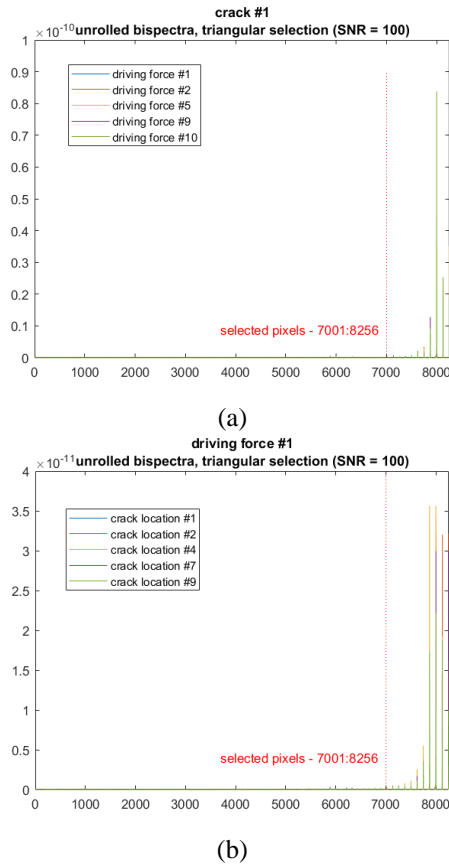 crack #1
×10⁻¹⁰ unrolled bispectra, triangular selection (SNR = 100)
1
0.9
0.8
0.7
0.6
0.5
0.4
0.3
0.2
0.1
0
driving force #1
driving force #2
driving force #5
driving force #9
driving force #10
selected pixels - 7001:8256
0 1000 2000 3000 4000 5000 6000 7000 8000
(a)
driving force #1
×10⁻¹¹ unrolled bispectra, triangular selection (SNR = 100)
4
3.5
3
2.5
2
1.5
1
0.5
0
crack location #1
crack location #2
crack location #4
crack location #7
crack location #9
selected pixels - 7001:8256
0 1000 2000 3000 4000 5000 6000 7000 8000
(b)